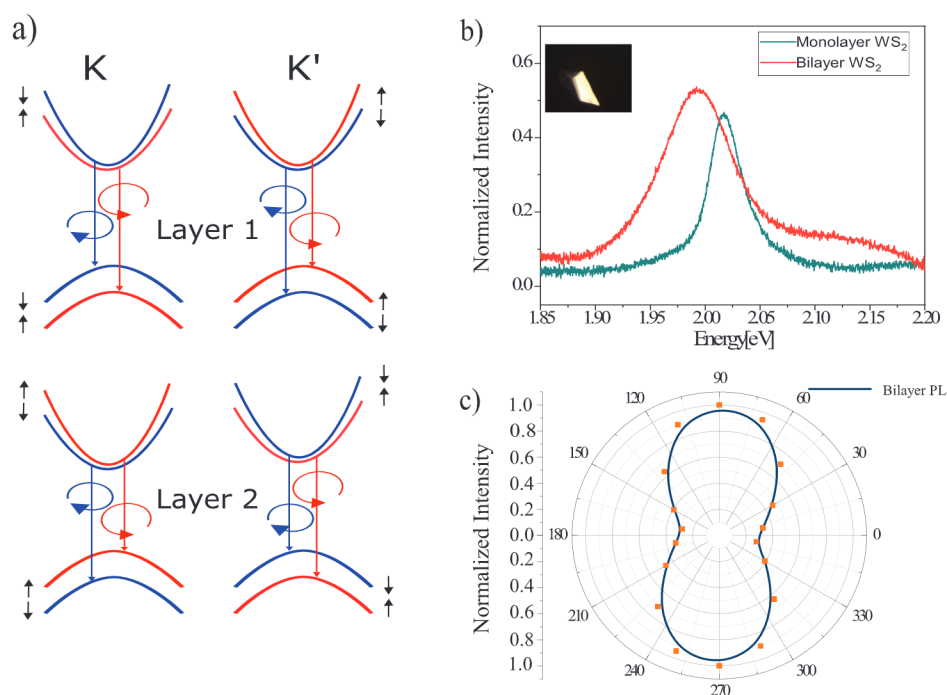 a)
K
K'
Layer 1
Layer 2
b)
Monolayer WS₂
Bilayer WS₂
Normalized Intensity
0.6
0.4
0.2
0.0
1.85
1.90
1.95
2.00
2.05
2.10
2.15
2.20
Energy[eV]
c)
Bilayer PL
Normalized Intensity
1.0
0.8
0.6
0.4
0.2
0.0
0.2
0.4
0.6
0.8
1.0
90
60
30
0
330
300
270
240
210
180
150
120